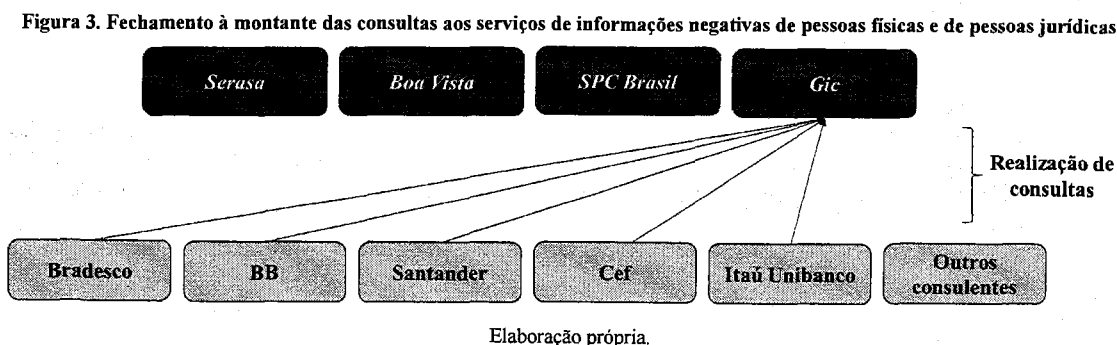 Figura 3. Fechamento à montante das consultas aos serviços de informações negativas de pessoas físicas e de pessoas jurídicas
Serasa
Boa Vista
SPC Brasil
Gic
Realização de
consultas
Bradesco
BB
Santander
Cef
Itaú Unibanco
Outros
consulentes
Elaboração própria.